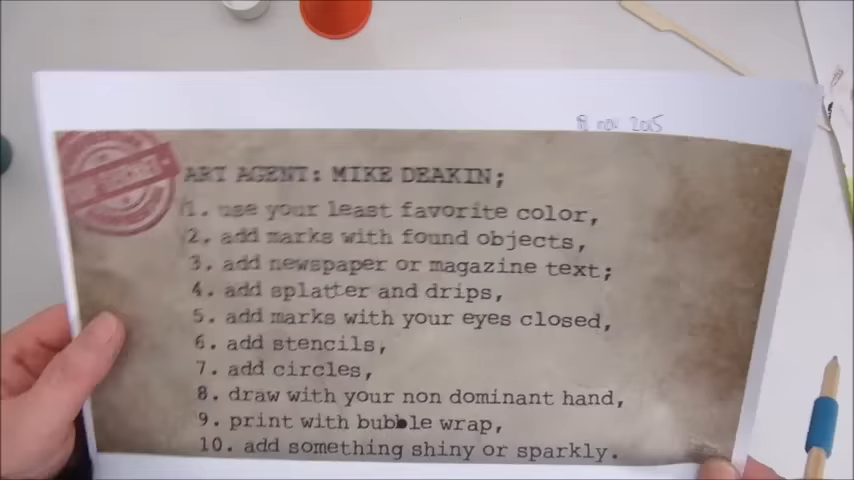 8 nov 2015
ART AGENT: MIKE DEAKIN;
1. use your least favorite color,
2. add marks with found objects,
3. add newspaper or magazine text;
4. add splatter and drips,
5. add marks with your eyes closed,
6. add stencils,
7. add circles,
8. draw with your non dominant hand,
9. print with bubble wrap,
10. add something shiny or sparkly.